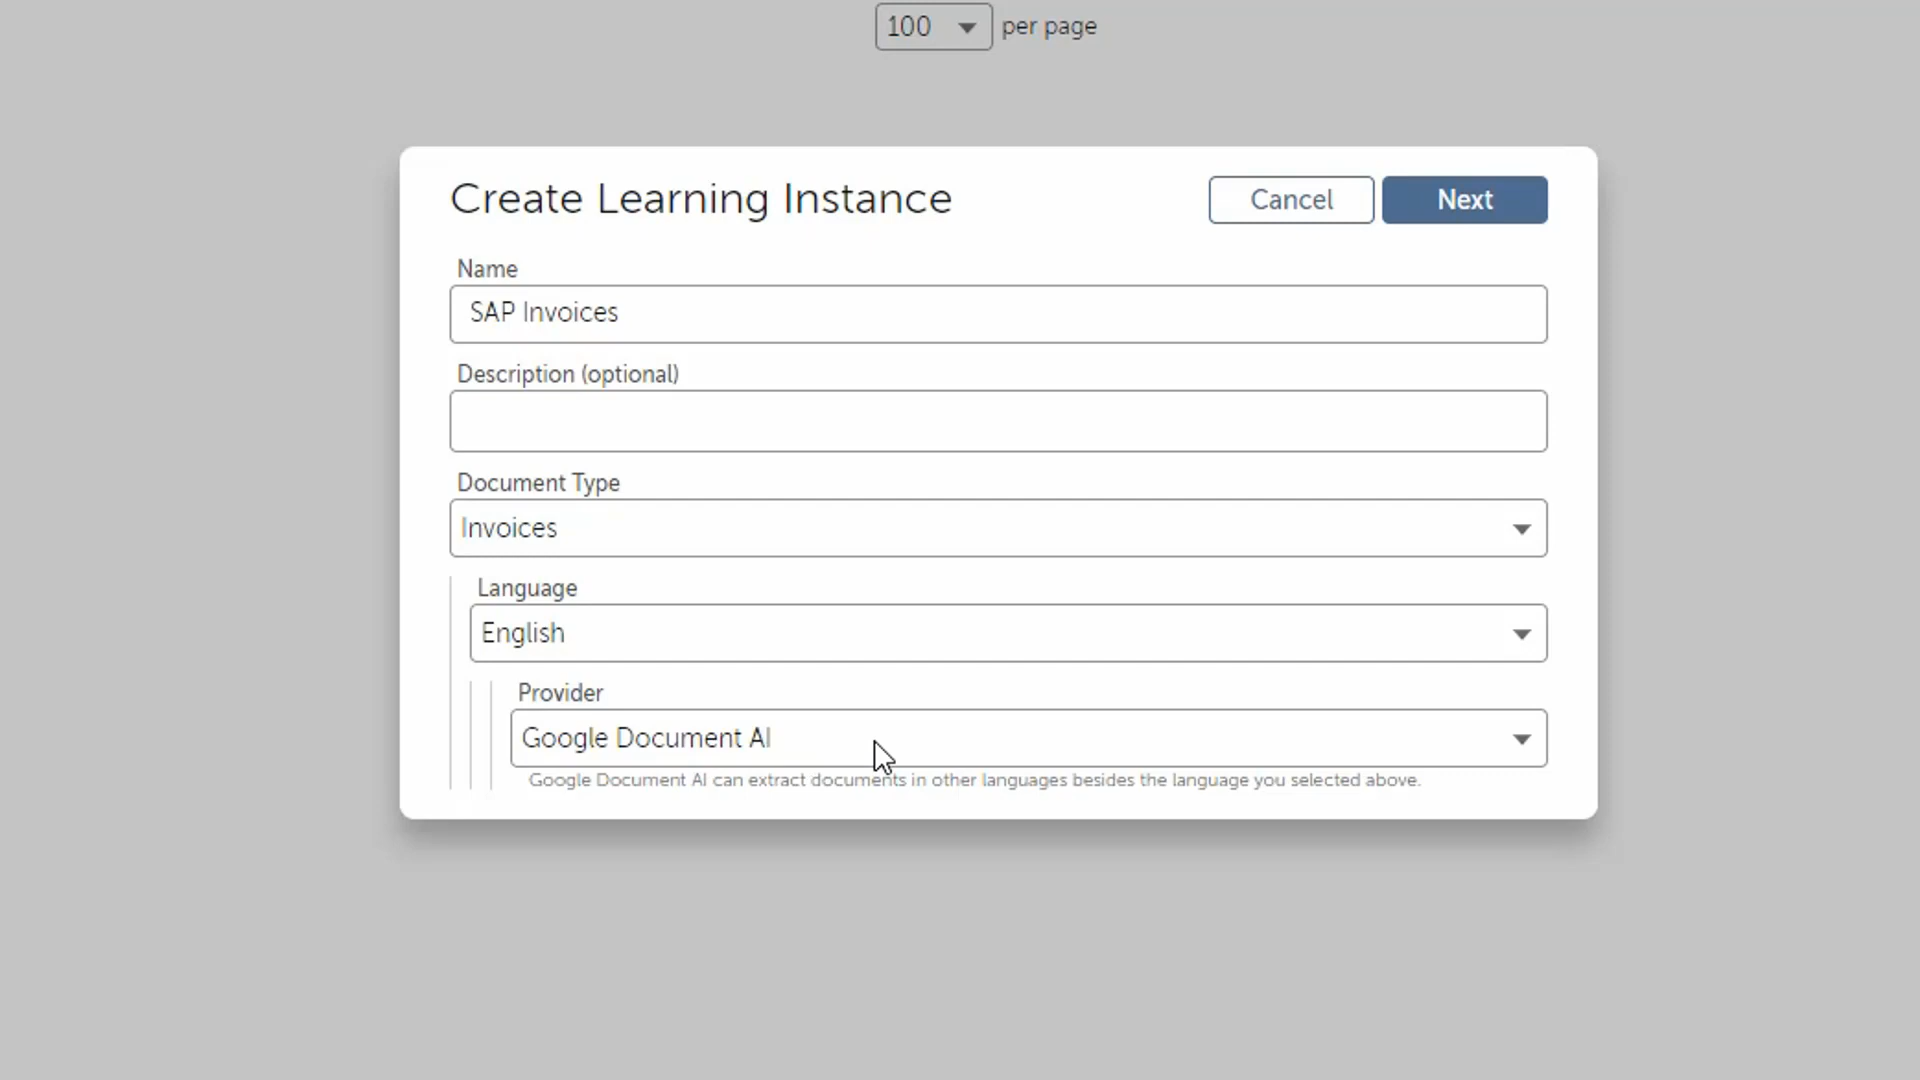 100 per page
Create Learning Instance
Cancel
Next
Name
SAP Invoices
Description (optional)
Document Type
Invoices
Language
English
Provider
Google Document AI
Google Document AI can extract documents in other languages besides the language you selected above.